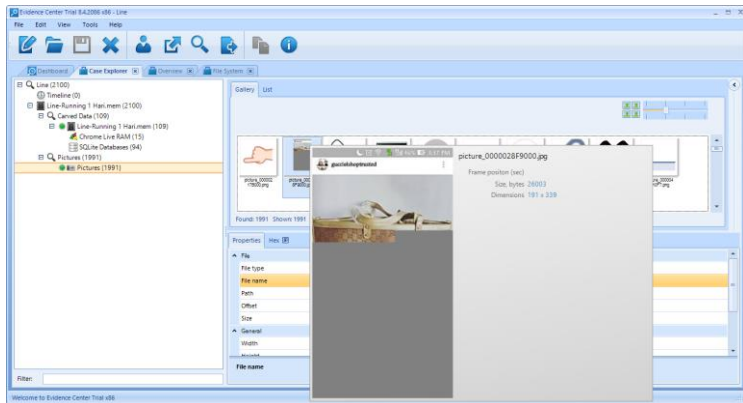 Evidence Center Trial 8.4.2086 x86 - Line
File Edit View Tools Help
Dashboard Case Explorer Overview File System
Line (2100)
Timeline (0)
Line-Running 1 Hari.mem (2100)
Carved Data (109)
Line-Running 1 Hari.mem (109)
Chrome Live RAM (15)
SQLite Databases (94)
Pictures (1991)
Pictures (1991)
Filter:
Gallery List
Found: 1991 Shown: 1991
picture_0000028F9000.png
Frame position (sec)
Size, bytes 26003
Dimensions 191 x 339
Properties Hex
File
File type
File name
Path
Offset
Size
General
Width
File name
Welcome to Evidence Center Trial x86